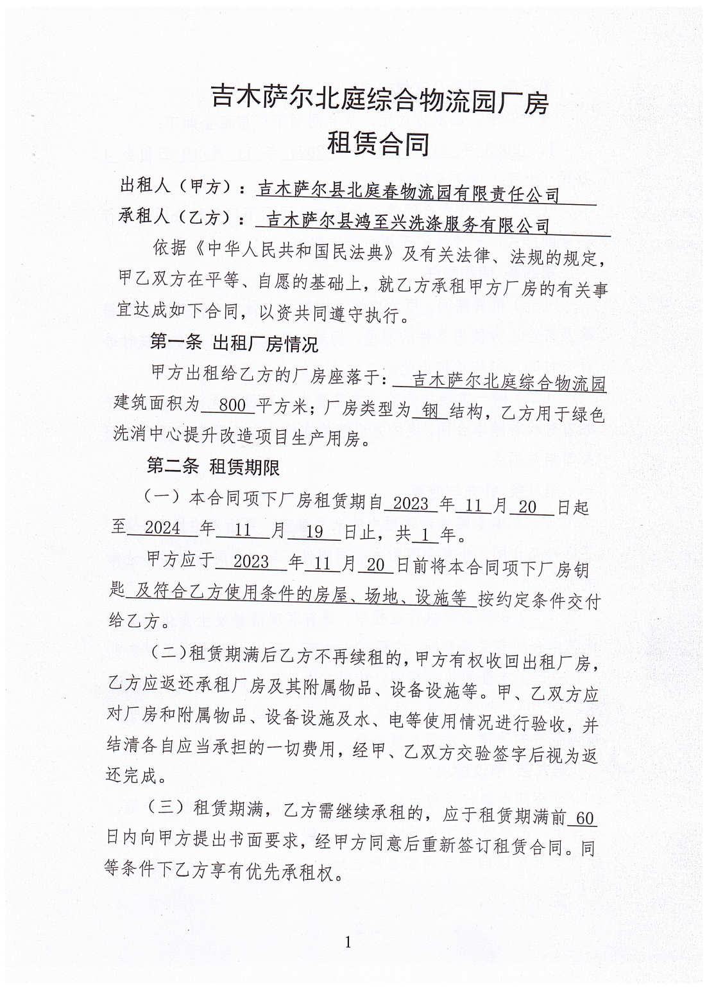 吉木萨尔北庭综合物流园厂房
租赁合同
出租人（甲方）：吉木萨尔县北庭春物流园有限责任公司
承租人（乙方）：吉木萨尔县鸿至兴洗涤服务有限公司
依据《中华人民共和国民法典》及有关法律、法规的规定，
甲乙双方在平等、自愿的基础上，就乙方承租甲方厂房的有关事
宜达成如下合同，以资共同遵守执行。
第一条 出租厂房情况
甲方出租给乙方的厂房座落于：吉木萨尔北庭综合物流园
建筑面积为 800 平方米；厂房类型为 钢 结构，乙方用于绿色
洗消中心提升改造项目生产用房。
第二条 租赁期限
（一）本合同项下厂房租赁期自 2023 年 11 月 20 日起
至 2024 年 11 月 19 日止，共 1 年。
甲方应于 2023 年 11 月 20 日前将本合同项下厂房钥
匙 及符合乙方使用条件的房屋、场地、设施等 按约定条件交付
给乙方。
（二）租赁期满后乙方不再续租的，甲方有权收回出租厂房，
乙方应返还承租厂房及其附属物品、设备设施等。甲、乙双方应
对厂房和附属物品、设备设施及水、电等使用情况进行验收，并
结清各自应当承担的一切费用，经甲、乙双方交验签字后视为返
还完成。
（三）租赁期满，乙方需继续承租的，应于租赁期满前 60
日内向甲方提出书面要求，经甲方同意后重新签订租赁合同。同
等条件下乙方享有优先承租权。
1